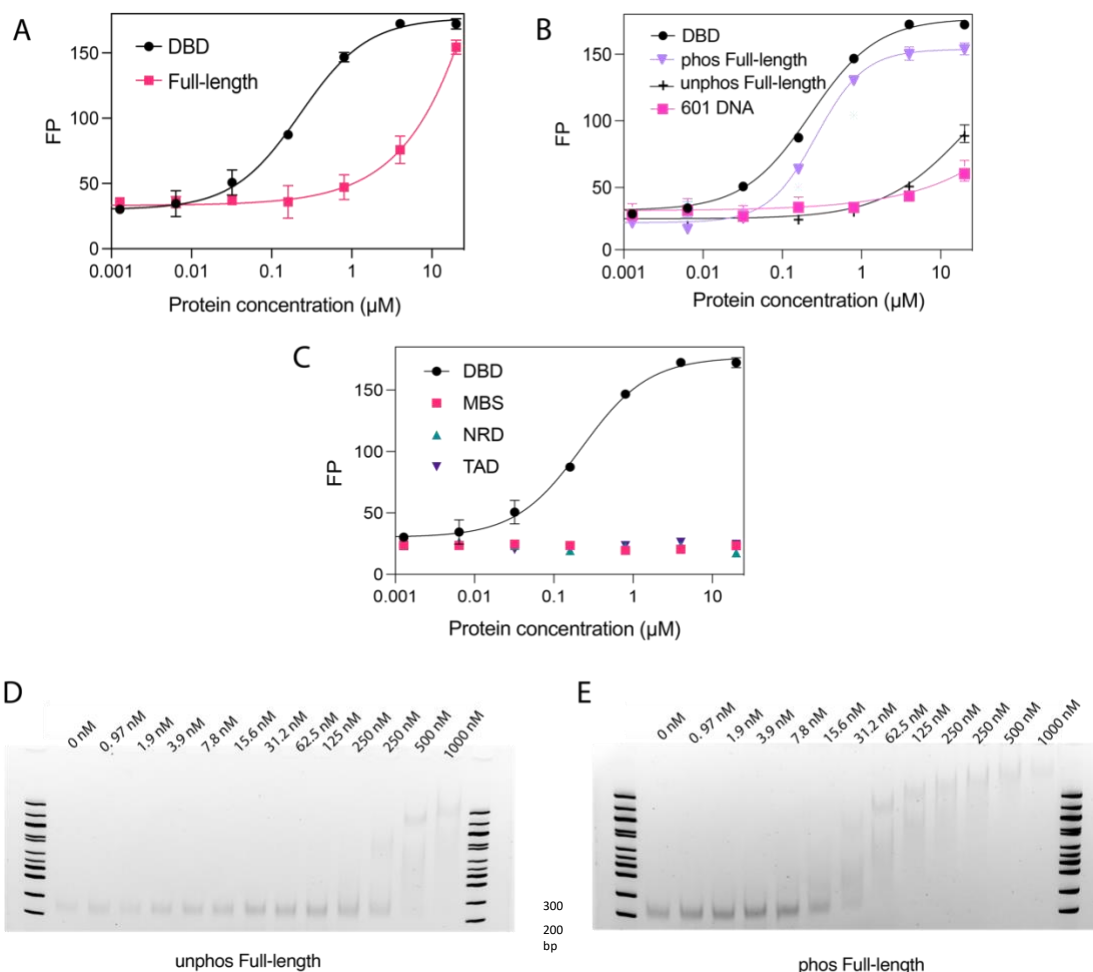 A
DBD
Full-length
FP
150
100
50
0
0.001 0.01 0.1 1 10
Protein concentration (µM)
B
DBD
phos Full-length
unphos Full-length
601 DNA
FP
150
100
50
0
0.001 0.01 0.1 1 10
Protein concentration (µM)
C
DBD
MBS
NRD
TAD
FP
150
100
50
0
0.001 0.01 0.1 1 10
Protein concentration (µM)
D
0 nM 0.97 nM 1.9 nM 3.9 nM 7.8 nM 15.6 nM 31.2 nM 62.5 nM 125 nM 250 nM 250 nM 500 nM 1000 nM
unphos Full-length
300
200
bp
E
0 nM 0.97 nM 1.9 nM 3.9 nM 7.8 nM 15.6 nM 31.2 nM 62.5 nM 125 nM 250 nM 250 nM 500 nM 1000 nM
phos Full-length